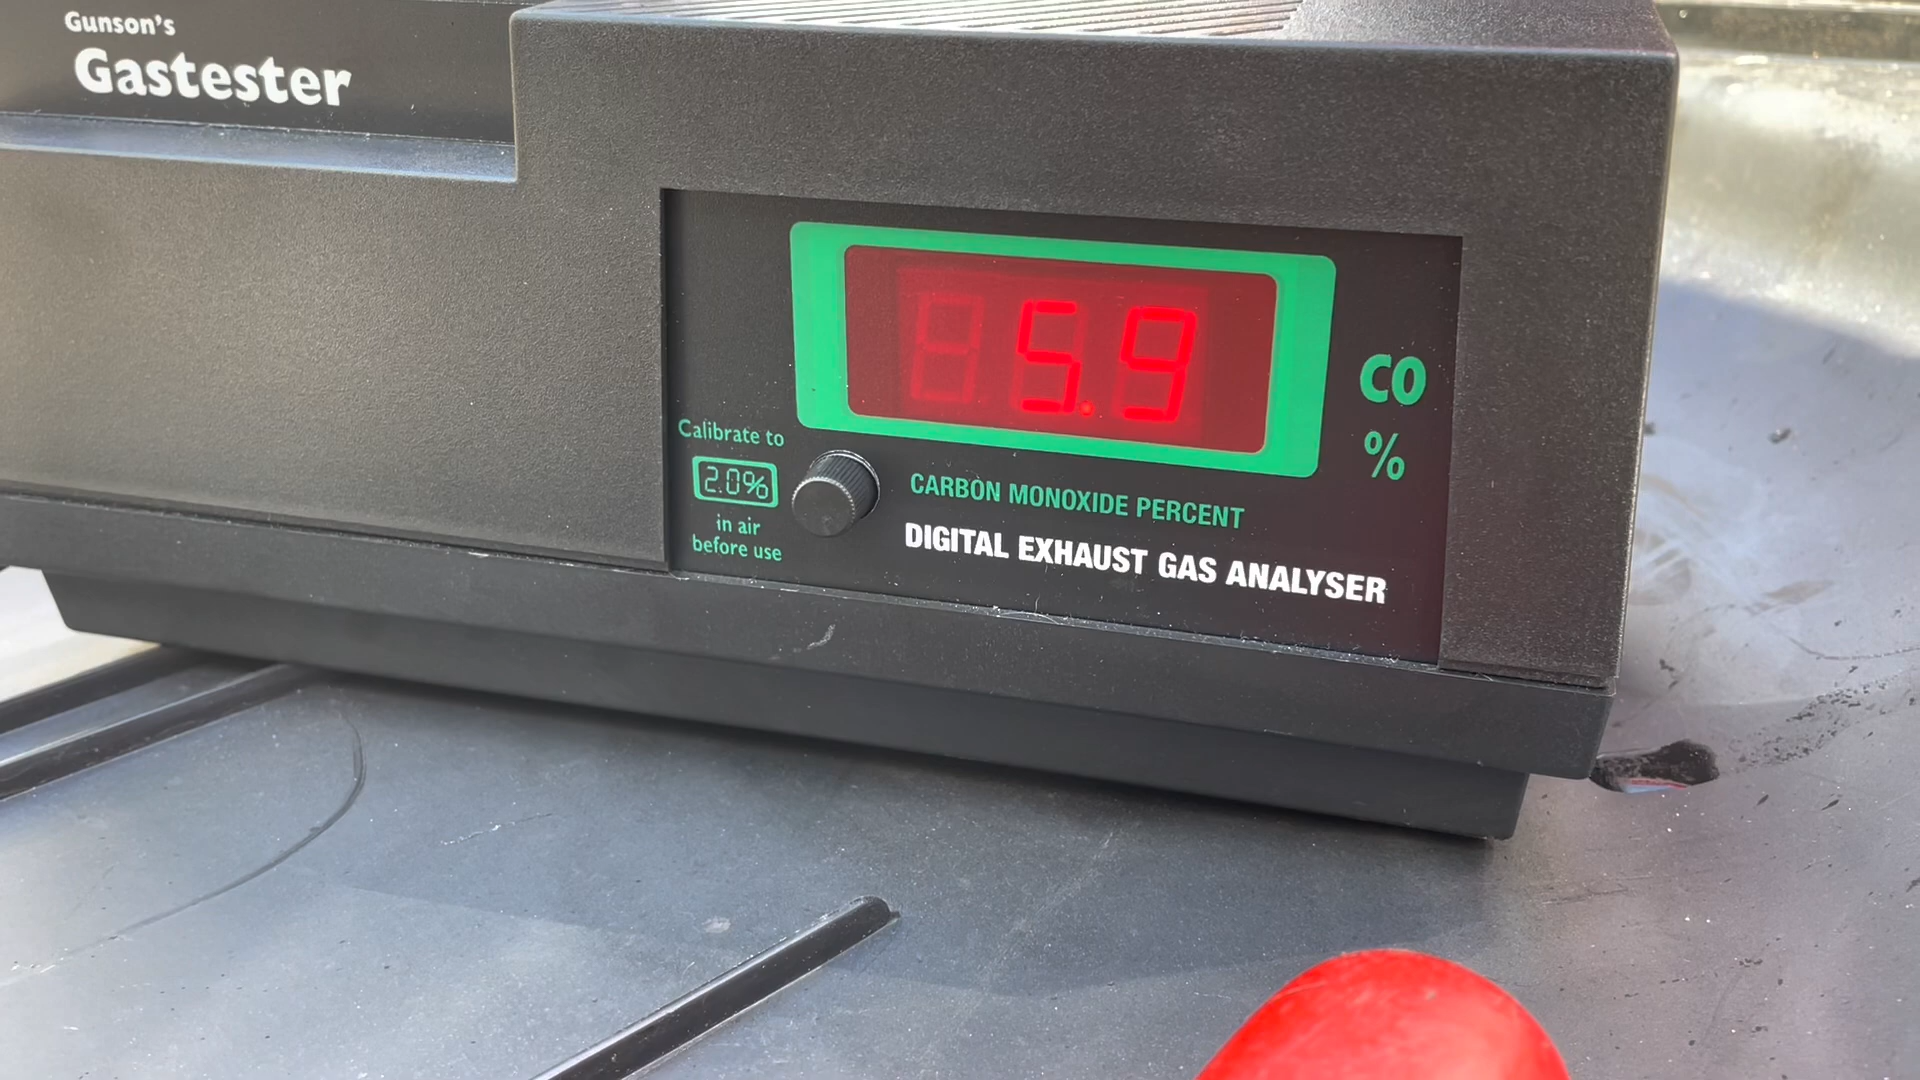 Gunson's
Gastester
5.9
CO
%
Calibrate to
2.0%
in air
before use
CARBON MONOXIDE PERCENT
DIGITAL EXHAUST GAS ANALYSER